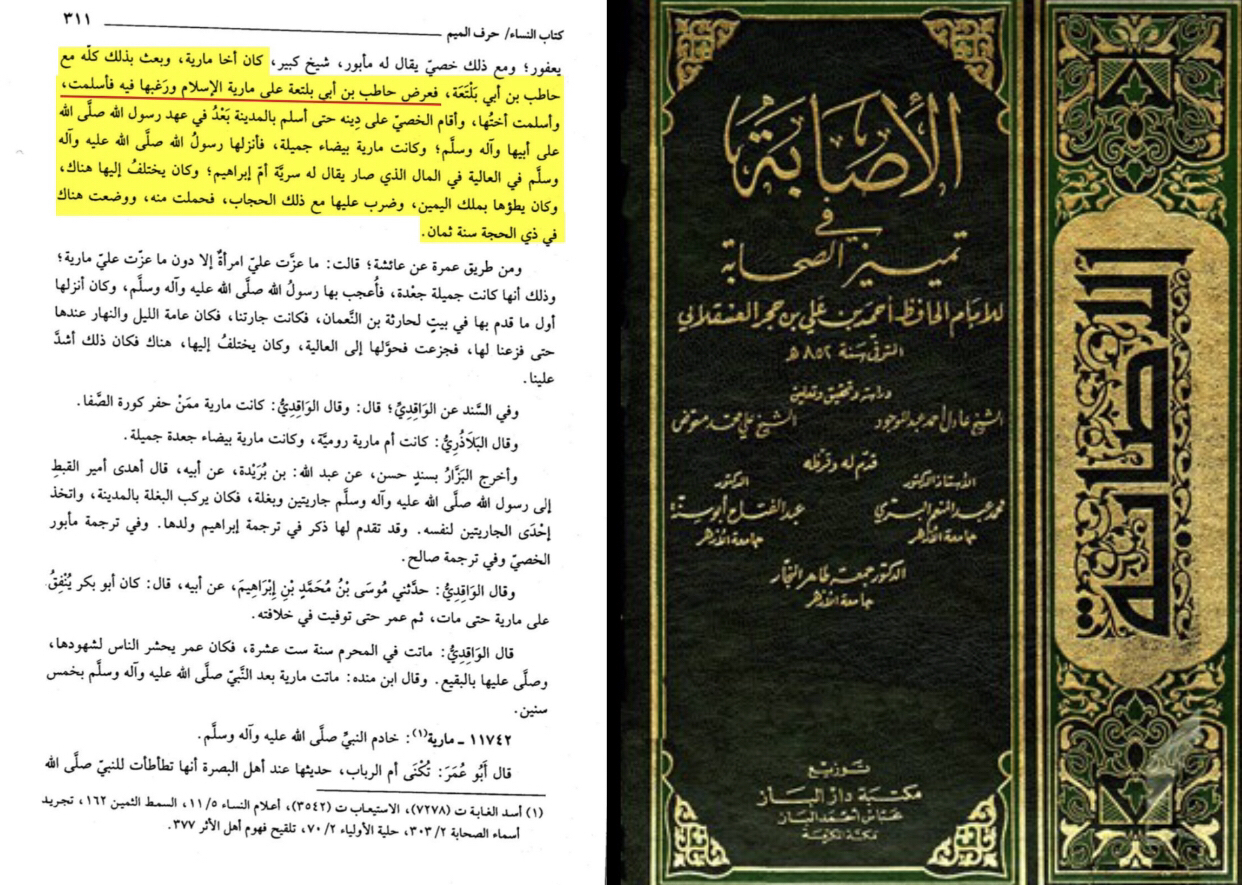 ٣١١
كتاب النساء/ حرف الميم
يعفور؛ ومع ذلك خصيّ يقال له مأبور، شيخ كبير، كان أخا مارية، وبعث بذلك كلّه مع
حاطب بن أبي بَلْتَعَة، فعرض حاطب بن أبي بلتعة على مارية الإسلام ورَغبها فيه فأسلمت،
وأسلمت أختُها، وأقام الخصيّ على دِينه حتى أسلم بالمدينة بَعْدُ في عهد رسول الله صلَّى الله
على أبيها وآله وسلَّم؛ وكانت مارية بيضاء جميلة، فأنزلها رسولُ الله صلَّى الله عليه وآله
وسلَّم في العالية في المال الذي صار يقال له سريَّة أمّ إبراهيم؛ وكان يختلفُ إليها هناك،
وكان يطؤها بملك اليمين، وضرب عليها مع ذلك الحجاب، فحملت منه، ووضعت هناك
في ذي الحجة سنة ثمان.
ومن طريق عمرة عن عائشة؛ قالت: ما عزَّت عليّ امرأةٌ إلا دون ما عزّت عليّ مارية؛
وذلك أنها كانت جميلة جعْدة، فأُعجب بها رسولُ الله صلَّى الله عليه وآله وسلَّم، وكان أنزلها
أول ما قدم بها في بيتٍ لحارثة بن النَّعمان، فكانت جارتنا، فكان عامة الليل والنهار عندها
حتى فزعنا لها، فجزعت فحوَّلها إلى العالية، وكان يختلفُ إليها، هناك فكان ذلك أشدَّ
علينا.
وفي السَّند عن الوَاقِديِّ؛ قال: وقال الوَاقِدِيُّ: كانت مارية ممَنْ حفر كورة الصَّفا.
وقال البَلَاذُرِيُّ: كانت أم مارية روميَّة، وكانت مارية بيضاء جعدة جميلة.
وأخرج البَزَّارُ بسندٍ حسن، عن عبد الله: بن بُرَيْدة، عن أبيه، قال أهدى أمير القبطِ
إلى رسول الله صلَّى الله عليه وآله وسلَّم جاريتين وبغلة، فكان يركب البغلة بالمدينة، واتخذ
إحْدَى الجاريتين لنفسه. وقد تقدم لها ذكر في ترجمة إبراهيم ولدها. وفي ترجمة مأبور
الخصيّ وفي ترجمة صالح.
وقال الوَاقِدِيُّ: حدَّثني مُوسَى بْنُ مُحَمَّدِ بْنِ إِبْرَاهِيمَ، عن أبيه، قال: كان أبو بكر يُنْفِقُ
على مارية حتى مات، ثم عمر حتى توفيت في خلافته.
قال الوَاقِدِيُّ: ماتت في المحرم سنة ست عشرة، فكان عمر يحشر الناس لشهودها،
وصلَّى عليها بالبقيع. وقال ابن منده: ماتت مارية بعد النَّبيّ صلَّى الله عليه وآله وسلَّم بخمس
سنين.
١١٧٤٢ ـ مارية(١): خادم النبيِّ صلَّى الله عليه وآله وسلَّم.
قال أَبُو عُمَرَ: تُكْنَى أم الرباب، حديثها عند أهل البصرة أنها تطأطأت للنبيّ صلَّى الله
(١) أسد الغابة ت (٧٢٧٨)، الاستيعاب ت (٣٥٤٢)، أعلام النساء ١١/٥، السمط الثمين ١٦٢، تجريد
أسماء الصحابة ٣٠٣/٢، حلية الأولياء ٧٠/٢، تلقيح فهوم أهل الأثر ٣٧٧.
الإصابة
في
تمييز الصحابة
للإمام الحافظ أحمد بن علي بن حجر العسقلاني
المتوفى سنة ٨٥٢ هـ
دراسة وتحقيق وتعليق
الشيخ عادل أحمد عبد الموجود
الشيخ علي محمد معوض
قدم له وقرظه
الأستاذ الدكتور
محمد عبد المنعم البري
جامعة الأزهر
الدكتور
عبد الفتاح أبو سنة
جامعة الأزهر
الدكتور جمعة طاهر النجار
جامعة الأزهر
توزيع
مكتبة دار الباز
عباس أحمد الباز
مكة المكرمة
الإصابة